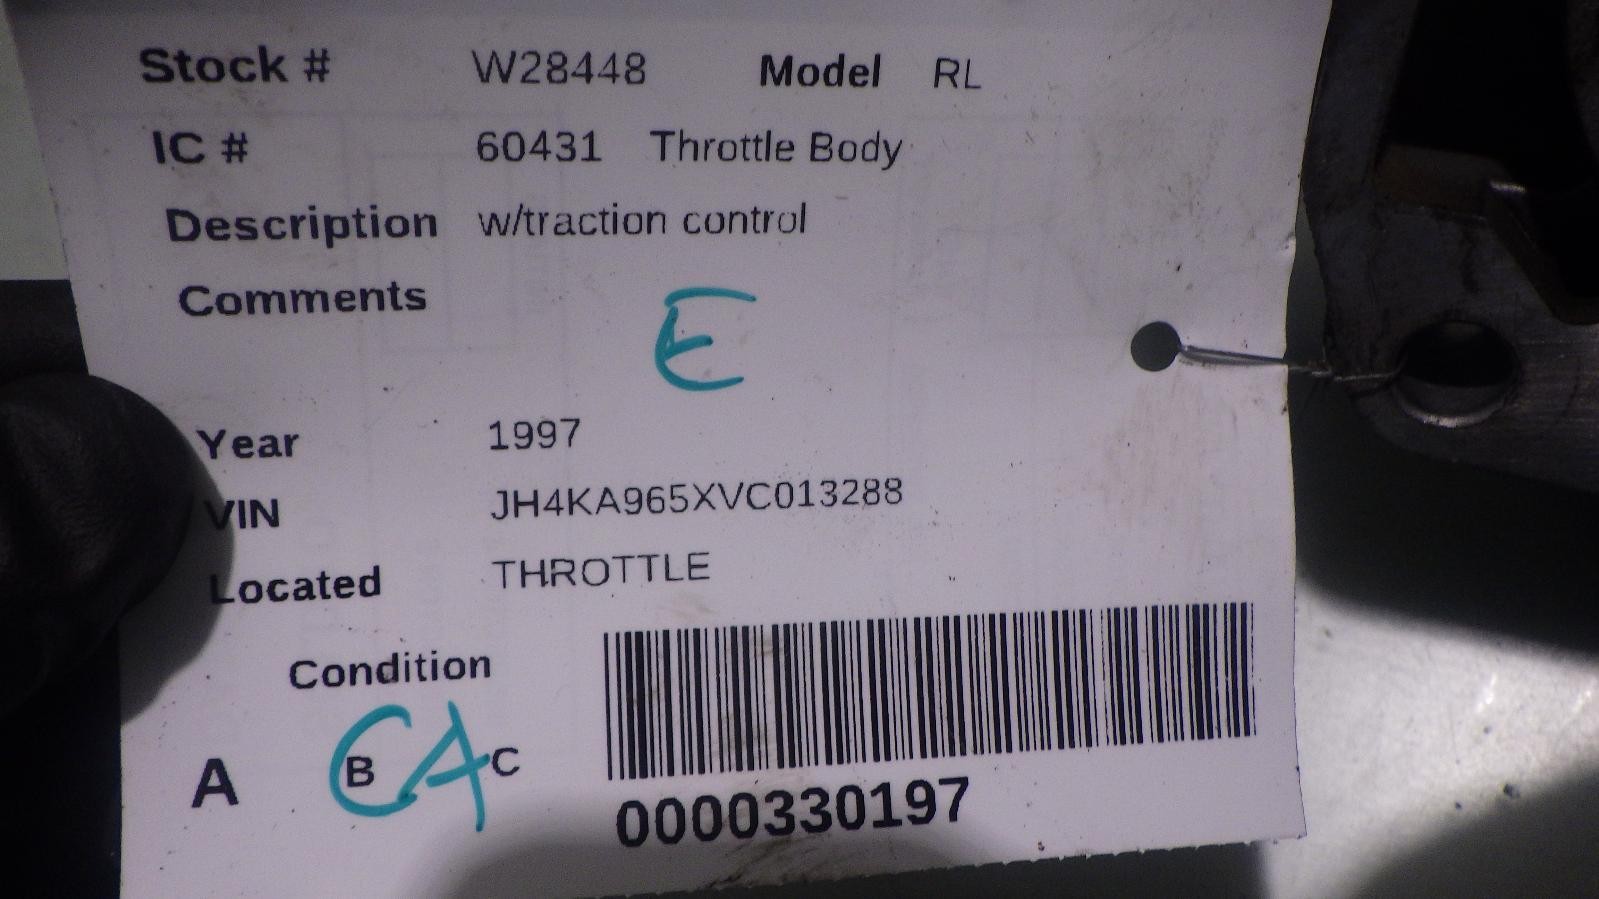 Stock # W28448 Model RL
IC # 60431 Throttle Body
Description w/traction control
Comments
E
Year 1997
VIN JH4KA965XVC013288
Located THROTTLE
Condition
A B CA C
0000330197